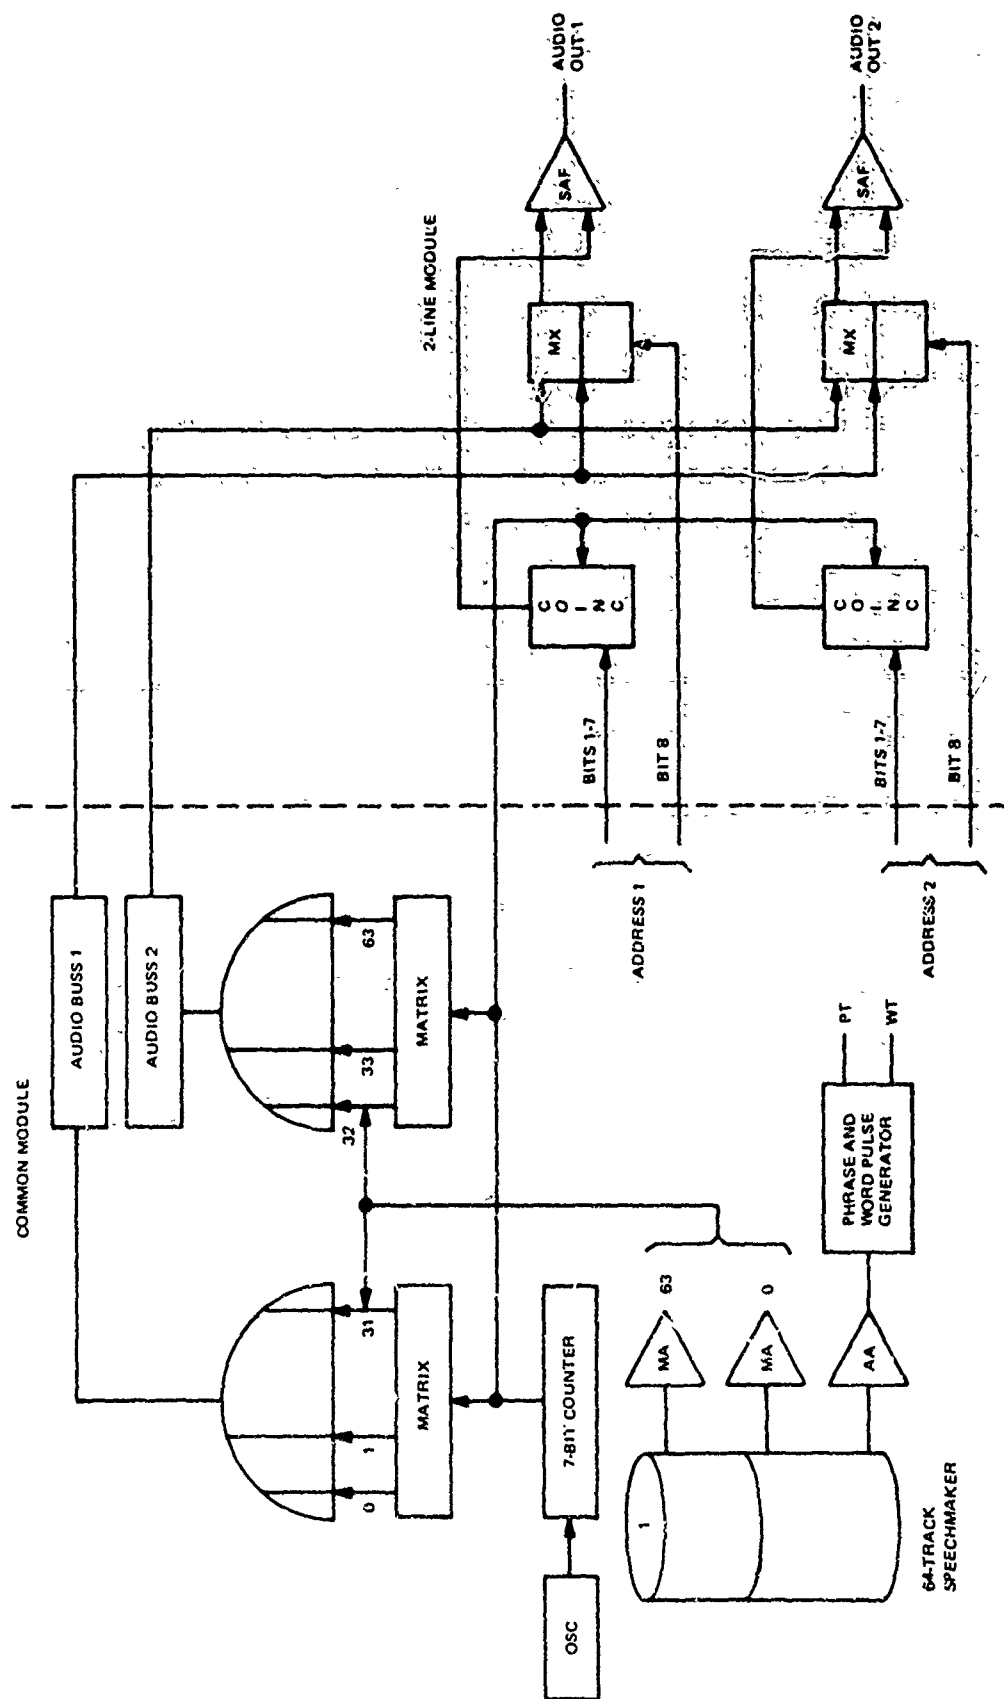 COMMON MODULE
2-LINE MODULE
AUDIO BUSS 1
AUDIO BUSS 2
0
1
31
32
33
63
MATRIX
MATRIX
OSC
7-BIT COUNTER
1
64-TRACK
SPEECHMAKER
MA
63
MA
0
AA
PHRASE AND
WORD PULSE
GENERATOR
PT
WT
ADDRESS 1
BITS 1-7
BIT 8
ADDRESS 2
BITS 1-7
BIT 8
COINC
COINC
MX
MX
SAF
SAF
AUDIO
OUT 1
AUDIO
OUT 2